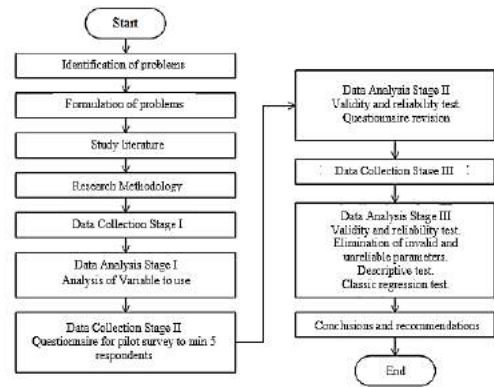 Start
Identification of problems
Formulation of problems
Study literature
Research Methodology
Data Collection Stage I
Data Analysis Stage I
Analysis of Variable to use
Data Collection Stage II
Questionnaire for pilot survey to min 5
respondents
Data Analysis Stage II
Validity and reliability test.
Questionnaire revision
Data Collection Stage III
Data Analysis Stage III
Validity and reliability test.
Elimination of invalid and
unreliable parameters.
Descriptive test.
Classic regression test.
Conclusions and recommendations
End